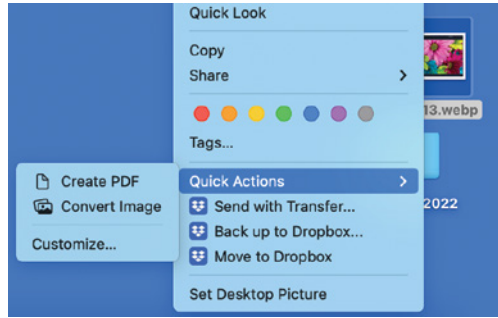 Quick Look
Copy
Share
13.webp
Tags...
Quick Actions
Create PDF
Convert Image
Customize...
Send with Transfer...
2022
Back up to Dropbox...
Move to Dropbox
Set Desktop Picture